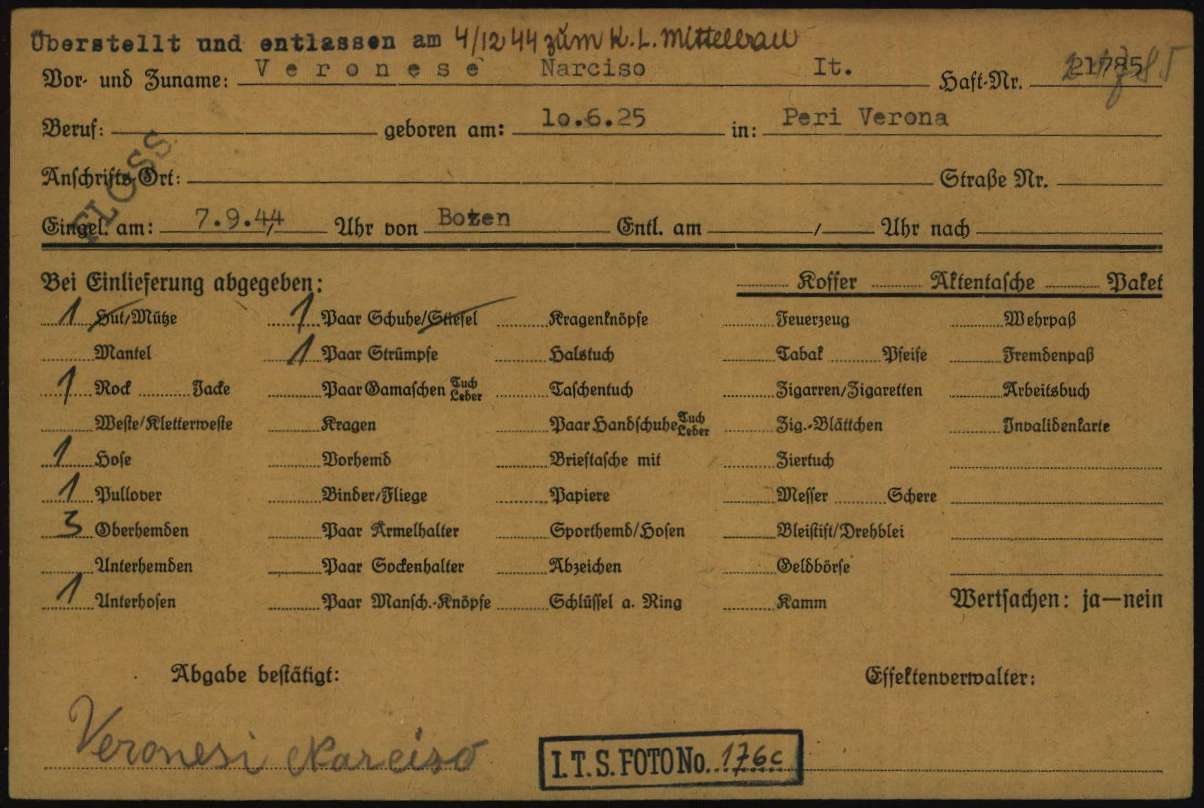 Überstellt und entlassen am 4/12 44 zum K.L. Mittelbau
Vor- und Zuname: Veronese Narciso It. Haft-Nr. 21785
Beruf: geboren am: 10.6.25 in: Peri Verona
Anschrifts-Ort: Straße Nr.
FLOSS
Eingel. am: 7.9.44 / Uhr von Bozen Entl. am / Uhr nach
Bei Einlieferung abgegeben: Koffer Aktentasche Paket
1 Hut/Mütze 1 Paar Schuhe/Stiefel Kragenknöpfe Feuerzeug Wehrpaß
Mantel 1 Paar Strümpfe Halstuch Tabak Pfeife Fremdenpaß
1 Rock Jacke Paar Gamaschen Tuch Leder Taschentuch Zigarren/Zigaretten Arbeitsbuch
Weste/Kletterweste Kragen Paar Handschuhe Tuch Leder Zig.-Blättchen Invalidenkarte
1 Hose Vorhemd Brieftasche mit Ziertuch
1 Pullover Binder/Fliege Papiere Messer Schere
3 Oberhemden Paar Ärmelhalter Sporthemd/Hosen Bleistift/Drehblei
Unterhemden Paar Sockenhalter Abzeichen Geldbörse
1 Unterhosen Paar Mansch.-Knöpfe Schlüssel a. Ring Kamm Wertsachen: ja—nein
Abgabe bestätigt: Effektenverwalter:
Veronesi Narciso
I.T.S. FOTO No. 176c